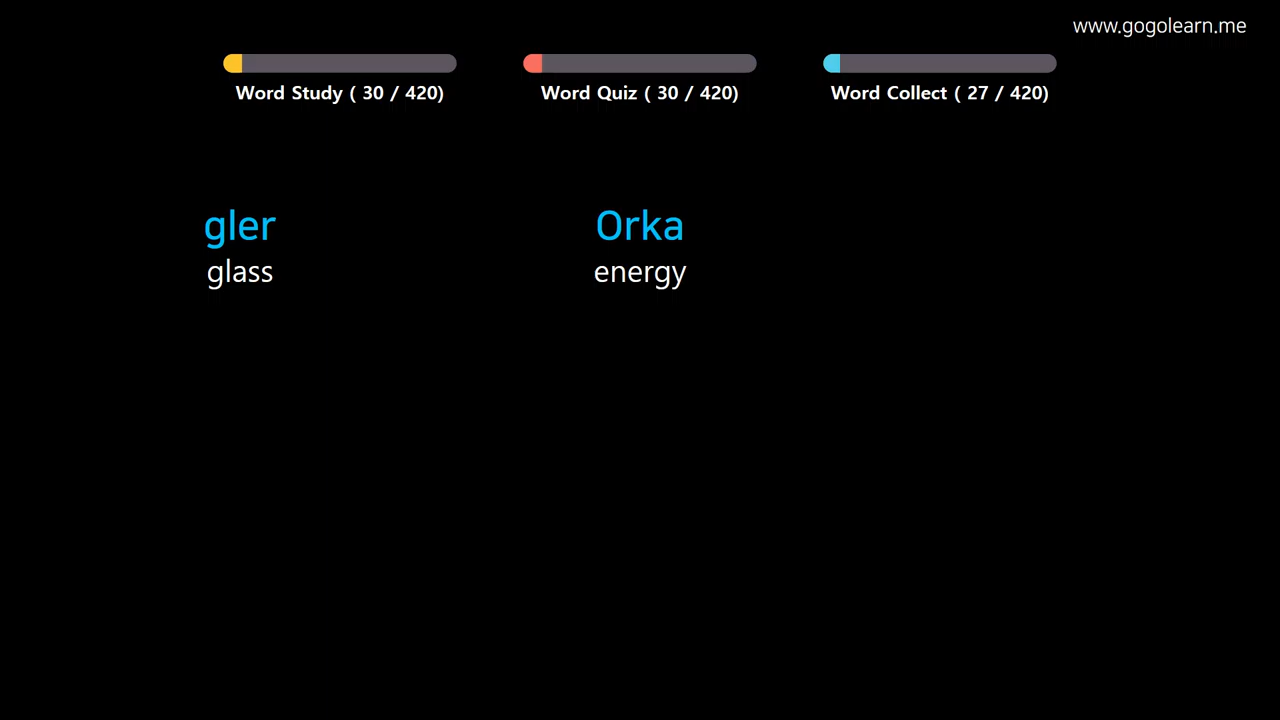 www.gogolearn.me
Word Study ( 30 / 420)
Word Quiz ( 30 / 420)
Word Collect ( 27 / 420)
gler
glass
Orka
energy